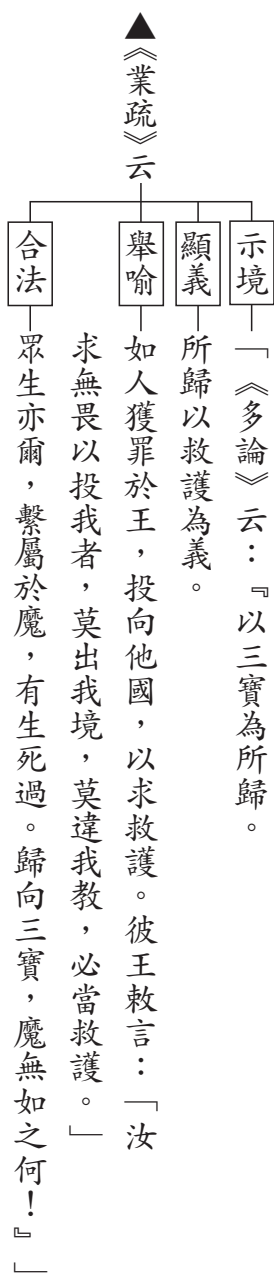 ▲《業疏》云
示境
「《多論》云：『以三寶為所歸。
顯義
所歸以救護為義。
舉喻
如人獲罪於王，投向他國，以求救護。彼王敕言：「汝
求無畏以投我者，莫出我境，莫違我教，必當救護。」
合法
眾生亦爾，繫屬於魔，有生死過。歸向三寶，魔無如之何！』」